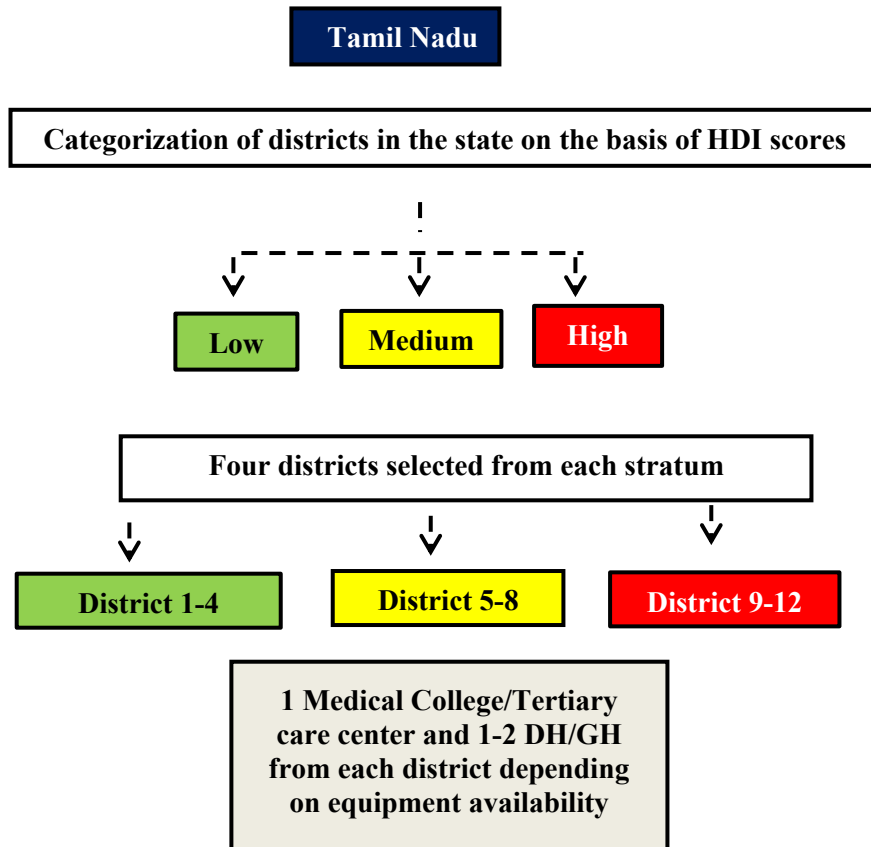 Tamil Nadu
Categorization of districts in the state on the basis of HDI scores
Low
Medium
High
Four districts selected from each stratum
District 1-4
District 5-8
District 9-12
1 Medical College/Tertiary
care center and 1-2 DH/GH
from each district depending
on equipment availability